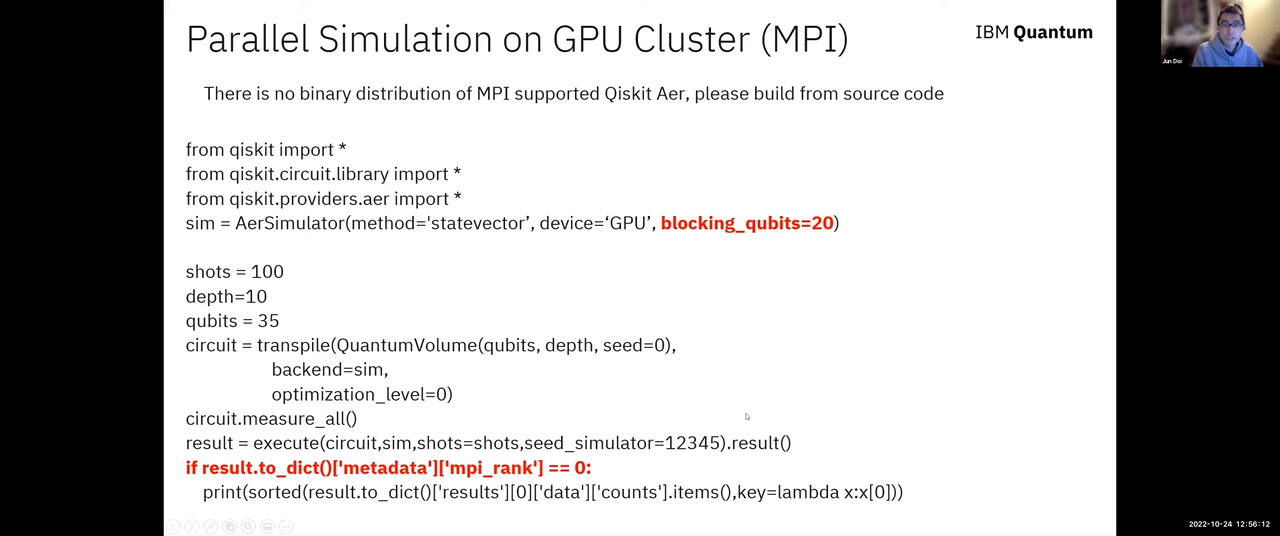 Parallel Simulation on GPU Cluster (MPI)
IBM Quantum
Jun Doi
There is no binary distribution of MPI supported Qiskit Aer, please build from source code
from qiskit import *
from qiskit.circuit.library import *
from qiskit.providers.aer import *
sim = AerSimulator(method='statevector’, device=‘GPU’, blocking_qubits=20)
shots = 100
depth=10
qubits = 35
circuit = transpile(QuantumVolume(qubits, depth, seed=0),
backend=sim,
optimization_level=0)
circuit.measure_all()
result = execute(circuit,sim,shots=shots,seed_simulator=12345).result()
if result.to_dict()['metadata']['mpi_rank'] == 0:
print(sorted(result.to_dict()['results'][0]['data']['counts'].items(),key=lambda x:x[0]))
2022-10-24 12:56:12